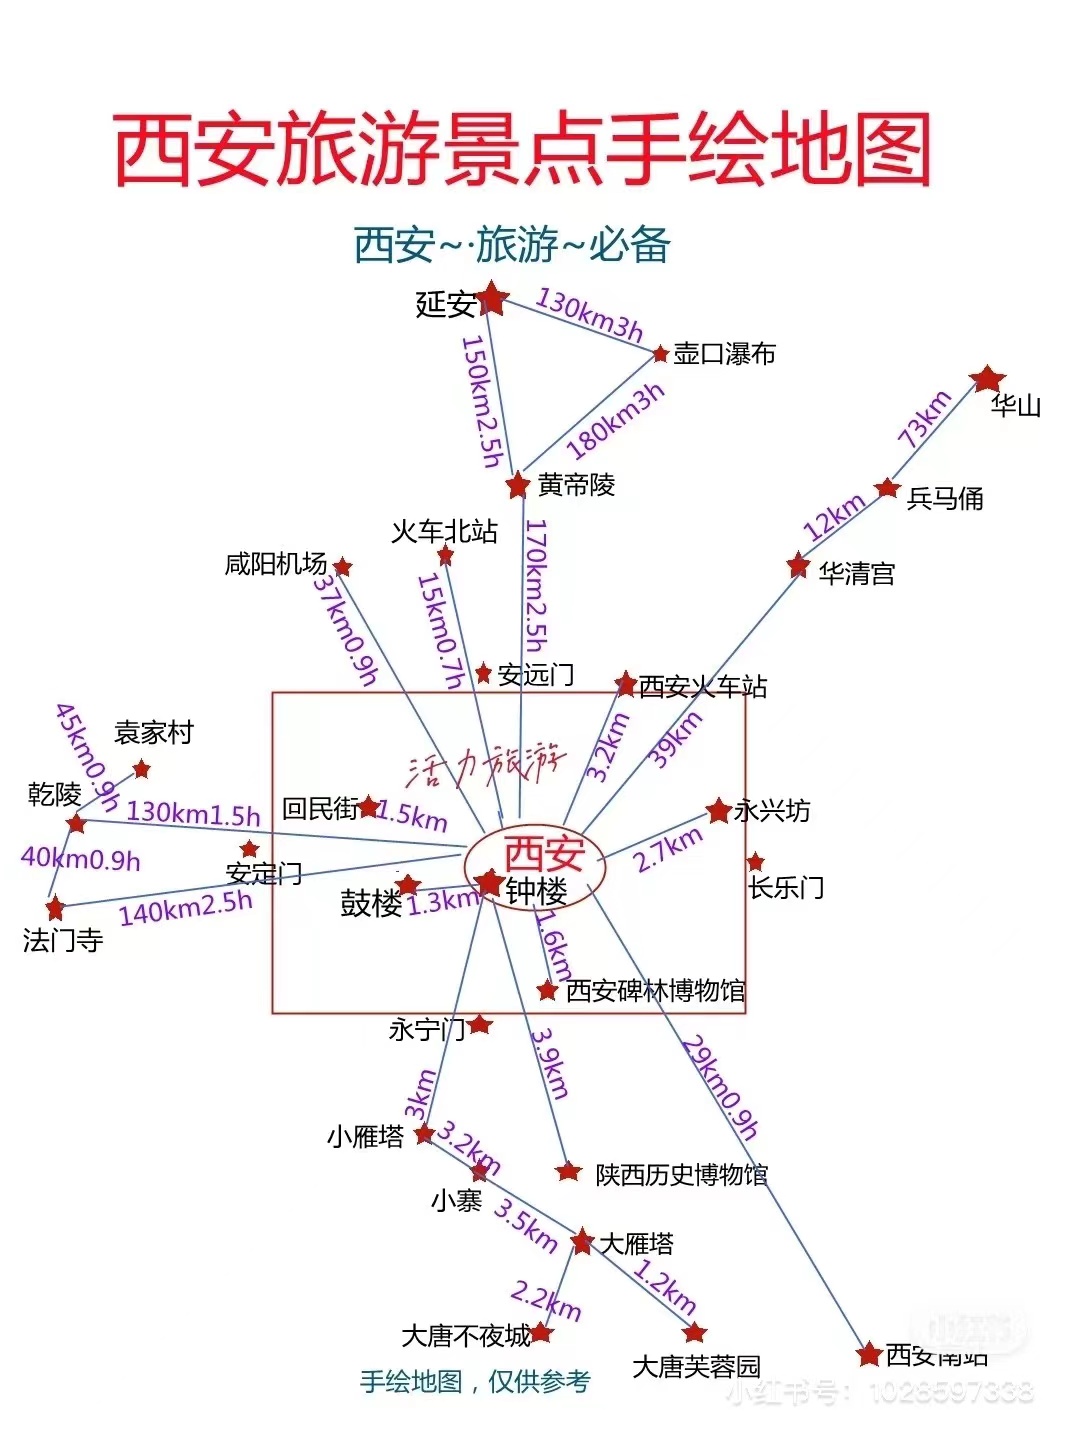 西安旅游景点手绘地图
西安~·旅游~必备
延安
130km3h
壶口瀑布
150km2.5h
180km3h
华山
73km
黄帝陵
兵马俑
12km
火车北站
170km2.5h
咸阳机场
华清宫
37km0.9h
15km0.7h
安远门
西安火车站
45km0.9h
袁家村
3.2km
39km
活力旅游
乾陵
130km1.5h
回民街
1.5km
永兴坊
西安
2.7km
40km0.9h
安定门
长乐门
钟楼
鼓楼
1.3km
140km2.5h
法门寺
1.6km
西安碑林博物馆
永宁门
3.9km
29km0.9h
3km
小雁塔
3.2km
陕西历史博物馆
小寨
3.5km
大雁塔
1.2km
2.2km
大唐不夜城
大唐芙蓉园
西安南站
手绘地图，仅供参考
小红书
小红书号：1028597338